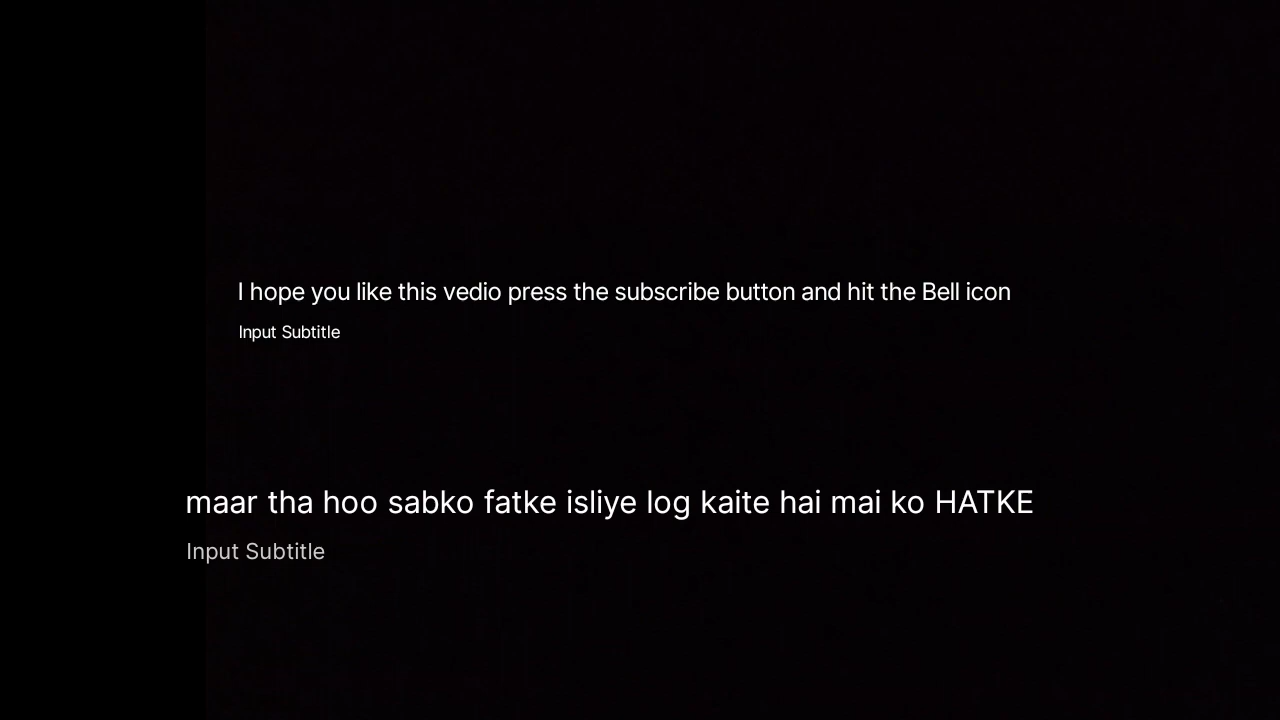 I hope you like this vedio press the subscribe button and hit the Bell icon
Input Subtitle
maar tha hoo sabko fatke isliye log kaite hai mai ko HATKE
Input Subtitle